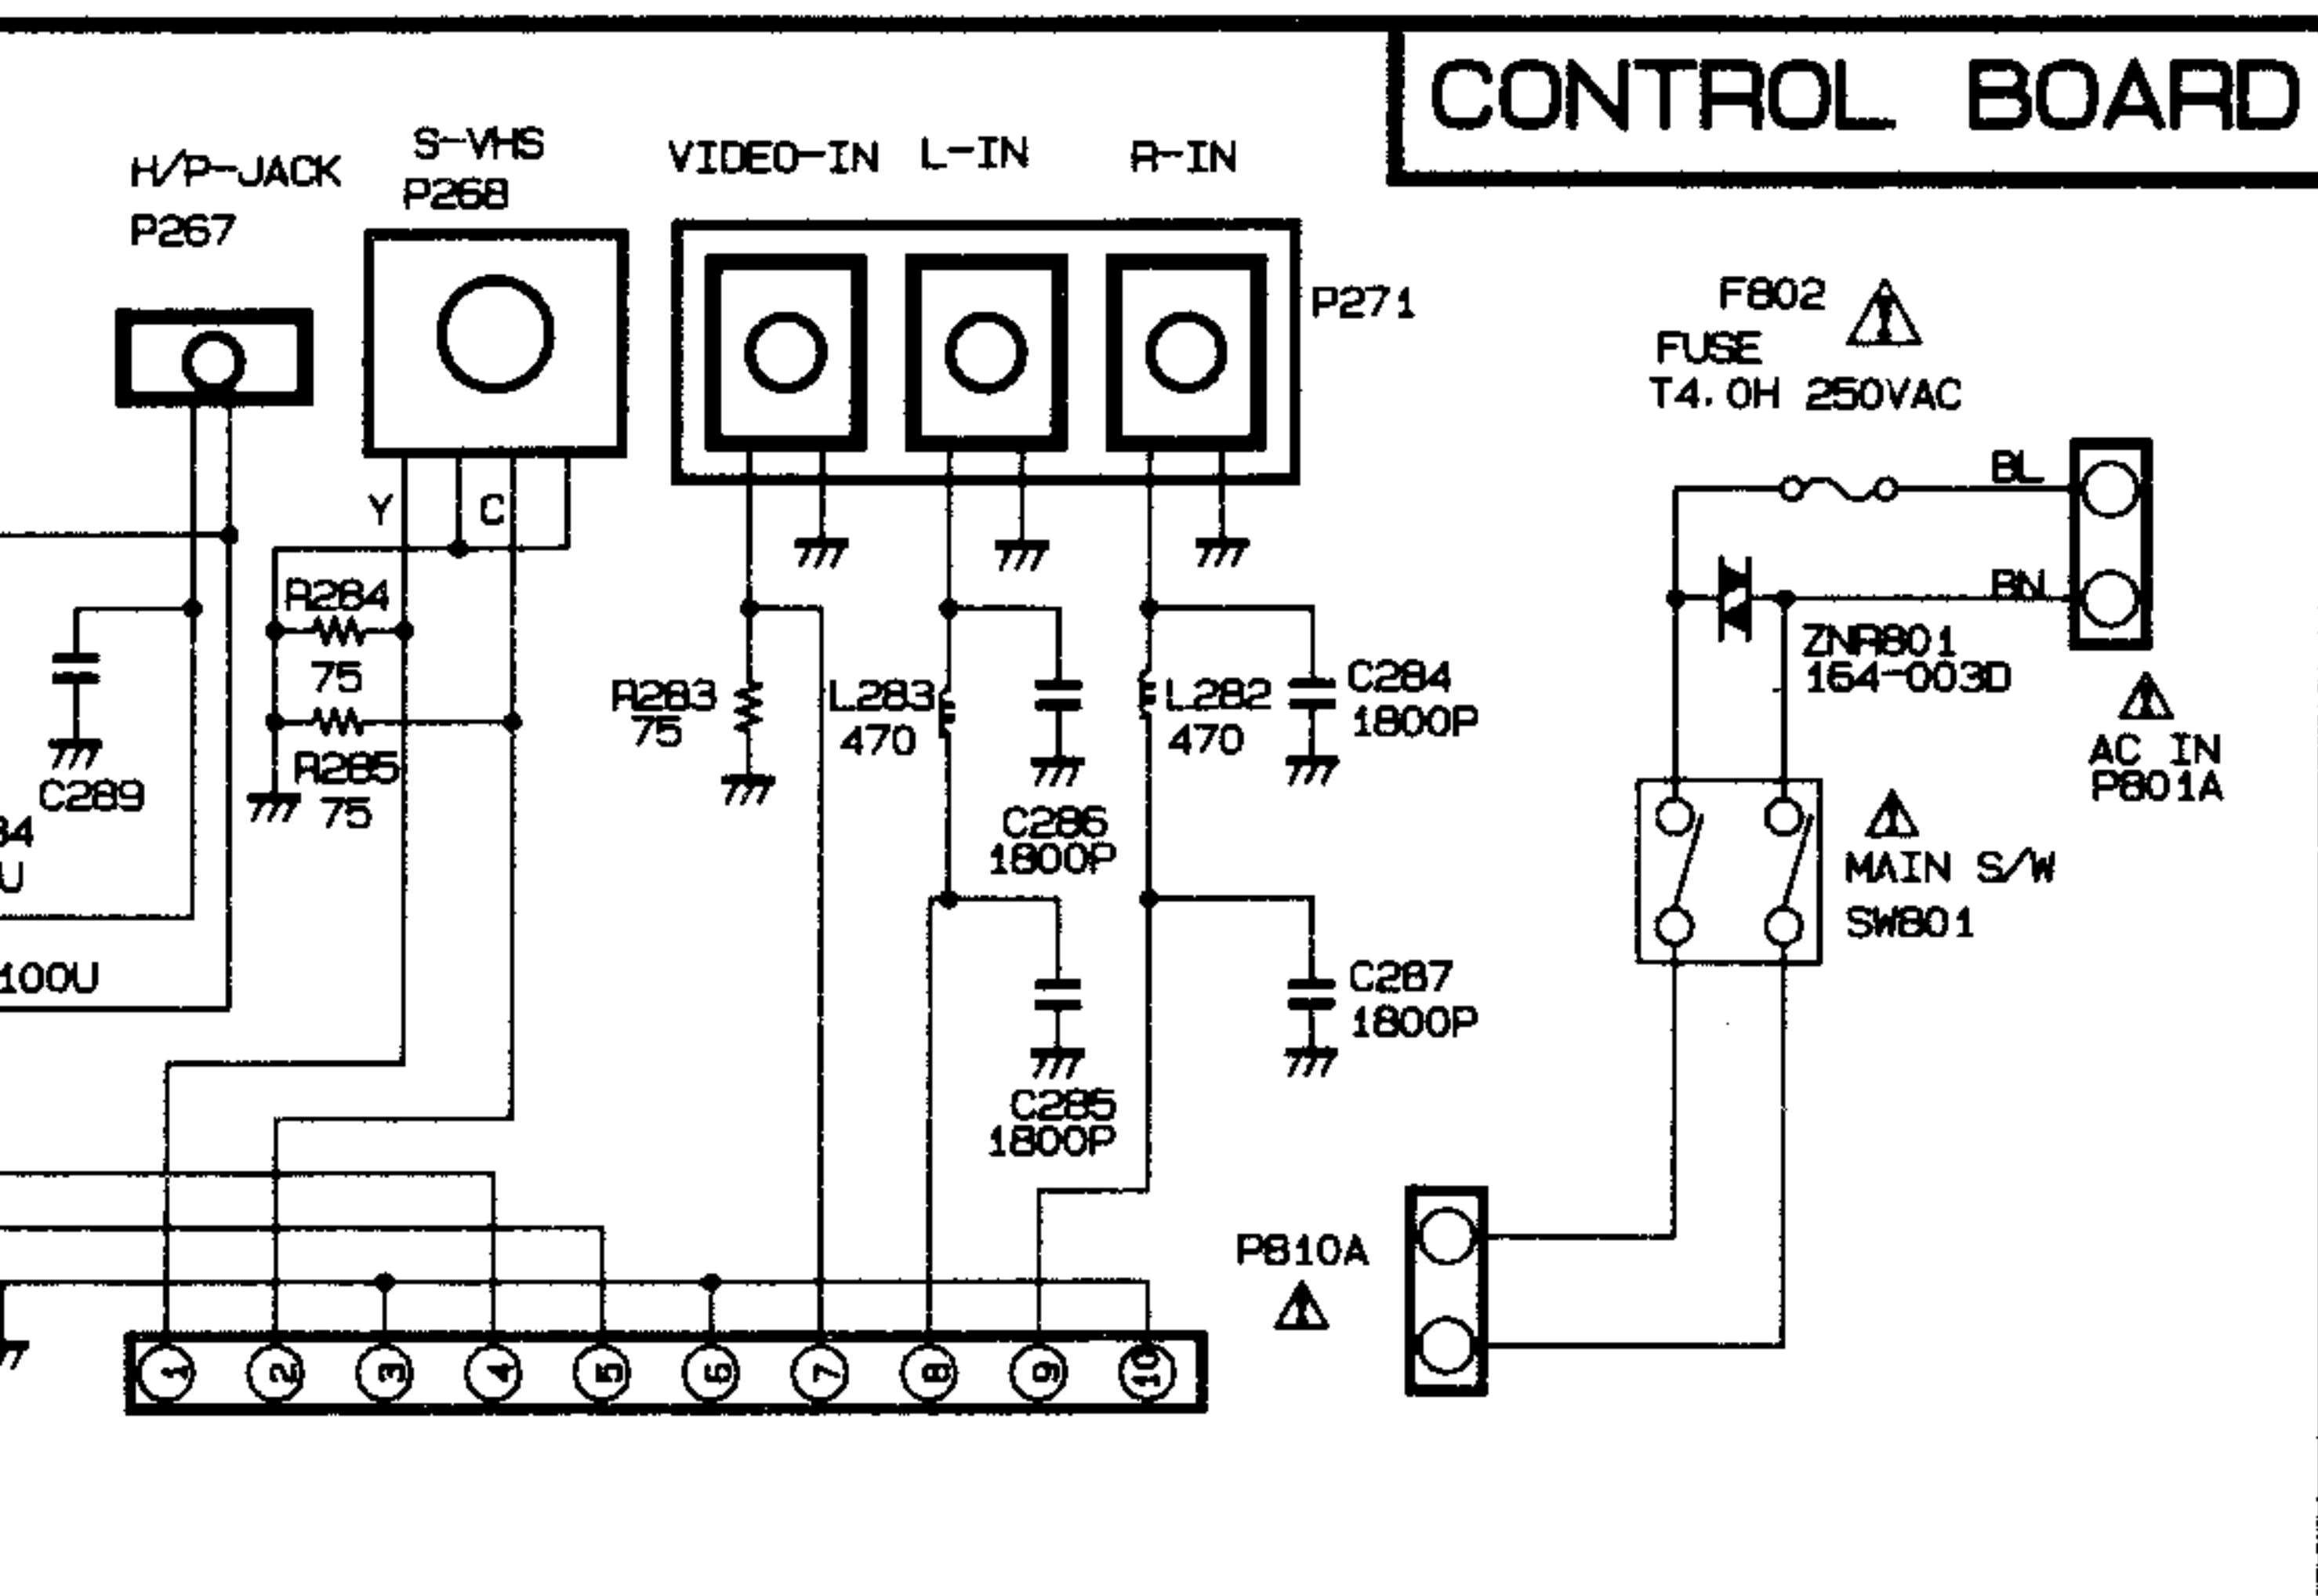 CONTROL BOARD
H/P-JACK
P267
S-VHS
P268
VIDEO-IN
L-IN
R-IN
P271
F802
FUSE
T4.0H 250VAC
Y
C
BL
BN
R284
75
R285
75
C289
R283
75
L283
470
L282
470
C284
1800P
C286
1800P
C287
1800P
C285
1800P
ZNR801
164-003D
AC IN
P801A
MAIN S/W
SW801
34
U
100U
P810A
1
2
3
4
5
6
7
8
9
10